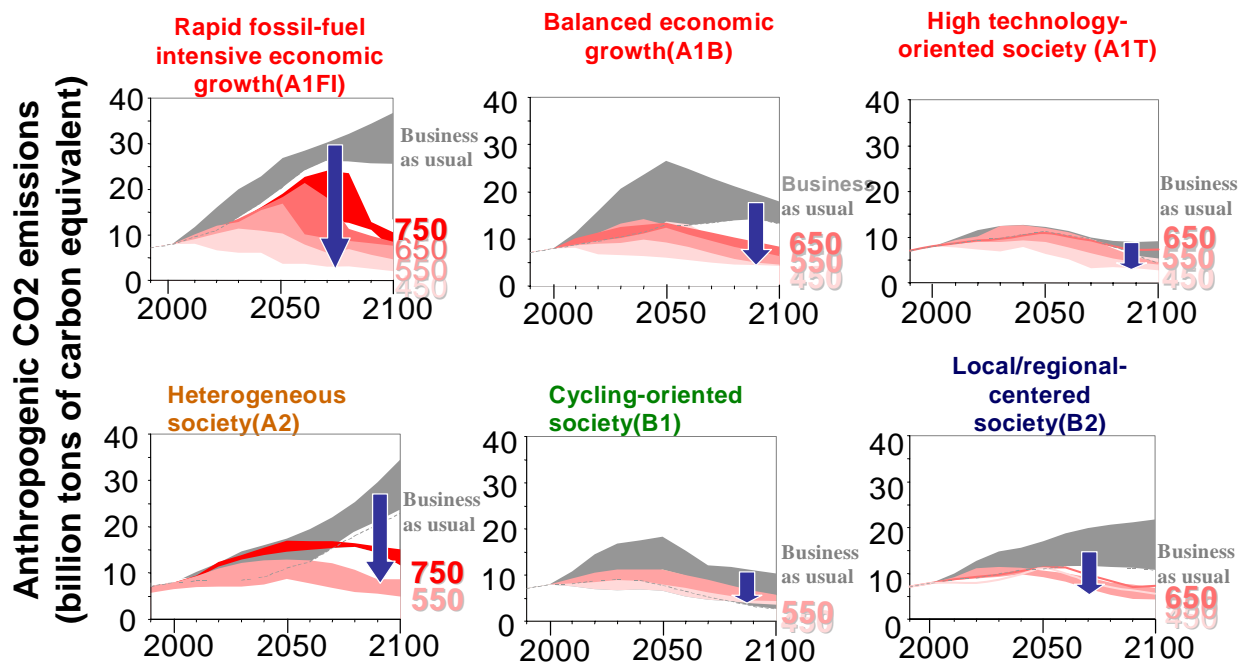 Anthropogenic CO2 emissions
(billion tons of carbon equivalent)
Rapid fossil-fuel
intensive economic
growth(A1FI)
40
30
20
10
0
2000 2050 2100
Business
as usual
750
650
550
450
Balanced economic
growth(A1B)
40
30
20
10
0
2000 2050 2100
Business
as usual
650
550
450
High technology-
oriented society (A1T)
40
30
20
10
0
2000 2050 2100
Business
as usual
650
550
450
Heterogeneous
society(A2)
40
30
20
10
0
2000 2050 2100
Business
as usual
750
550
Cycling-oriented
society(B1)
40
30
20
10
0
2000 2050 2100
Business
as usual
550
450
Local/regional-
centered
society(B2)
40
30
20
10
0
2000 2050 2100
Business
as usual
650
450